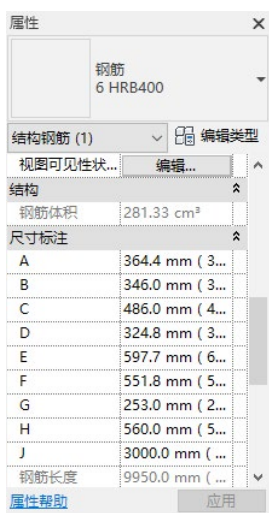 属性
钢筋
6 HRB400
结构钢筋 (1)
编辑类型
视图可见性状... 编辑...
结构
钢筋体积 281.33 cm³
尺寸标注
A 364.4 mm ( 3...
B 346.0 mm ( 3...
C 486.0 mm ( 4...
D 324.8 mm ( 3...
E 597.7 mm ( 6...
F 551.8 mm ( 5...
G 253.0 mm ( 2...
H 560.0 mm ( 5...
J 3000.0 mm ( ...
钢筋长度 9950.0 mm ( ...
属性帮助 应用